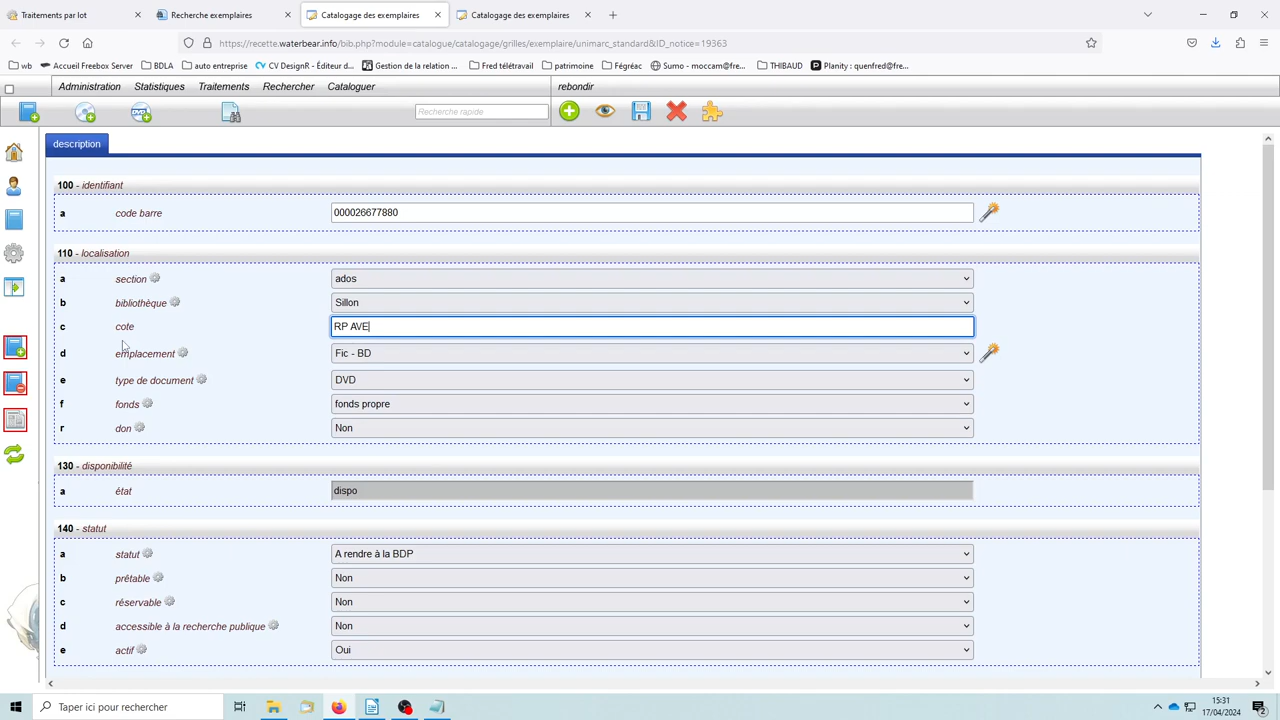 Traitements par lot
Recherche exemplaires
Catalogage des exemplaires
Catalogage des exemplaires
https://recette.waterbear.info/bib.php?module=catalogue/catalogage/grilles/exemplaire/unimarc_standard&ID_notice=19363
wb
Accueil Freebox Server
BDLA
auto entreprise
CV DesignR - Éditeur d...
Gestion de la relation ...
Fred télétravail
patrimoine
Fégréac
Sumo - moccam@fre...
THIBAUD
Planity : quenfred@fre...
Administration
Statistiques
Traitements
Rechercher
Cataloguer
rebondir
DVD
Recherche rapide
description
100 - identifiant
a code barre 000026677880
110 - localisation
a section ados
b bibliothèque Sillon
c cote RP AVE
d emplacement Fic - BD
e type de document DVD
f fonds fonds propre
r don Non
130 - disponibilité
a état dispo
140 - statut
a statut A rendre à la BDP
b prêtable Non
c réservable Non
d accessible à la recherche publique Non
e actif Oui
Taper ici pour rechercher
15:31
17/04/2024
2